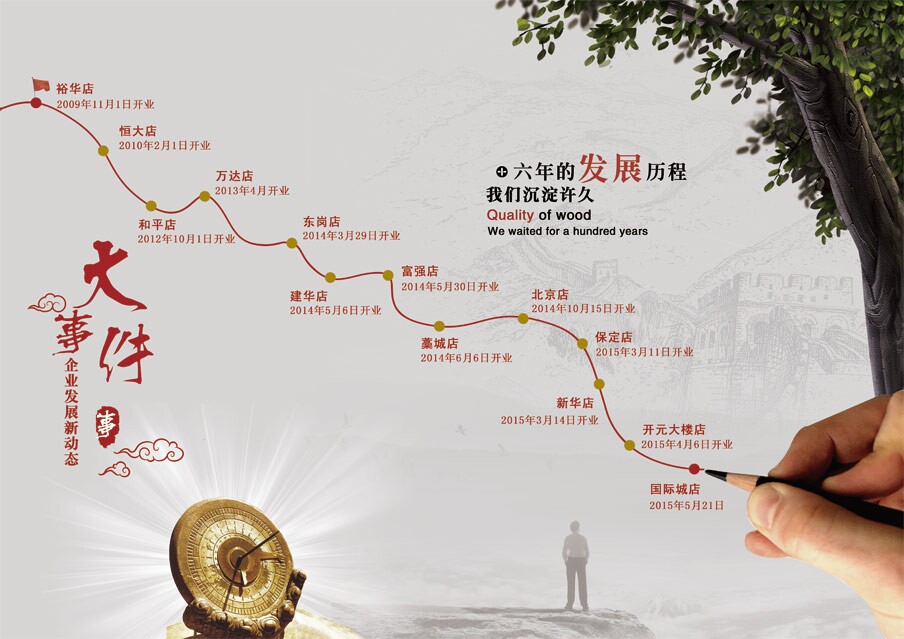 裕华店
2009年11月1日开业
恒大店
2010年2月1日开业
和平店
2012年10月1日开业
万达店
2013年4月开业
东岗店
2014年3月29日开业
建华店
2014年5月6日开业
富强店
2014年5月30日开业
藁城店
2014年6月6日开业
北京店
2014年10月15日开业
保定店
2015年3月11日开业
新华店
2015年3月14日开业
开元大楼店
2015年4月6日开业
国际城店
2015年5月21日
六年的发展历程
我们沉淀许久
Quality of wood
We waited for a hundred years
大事件
企业发展新动态
事